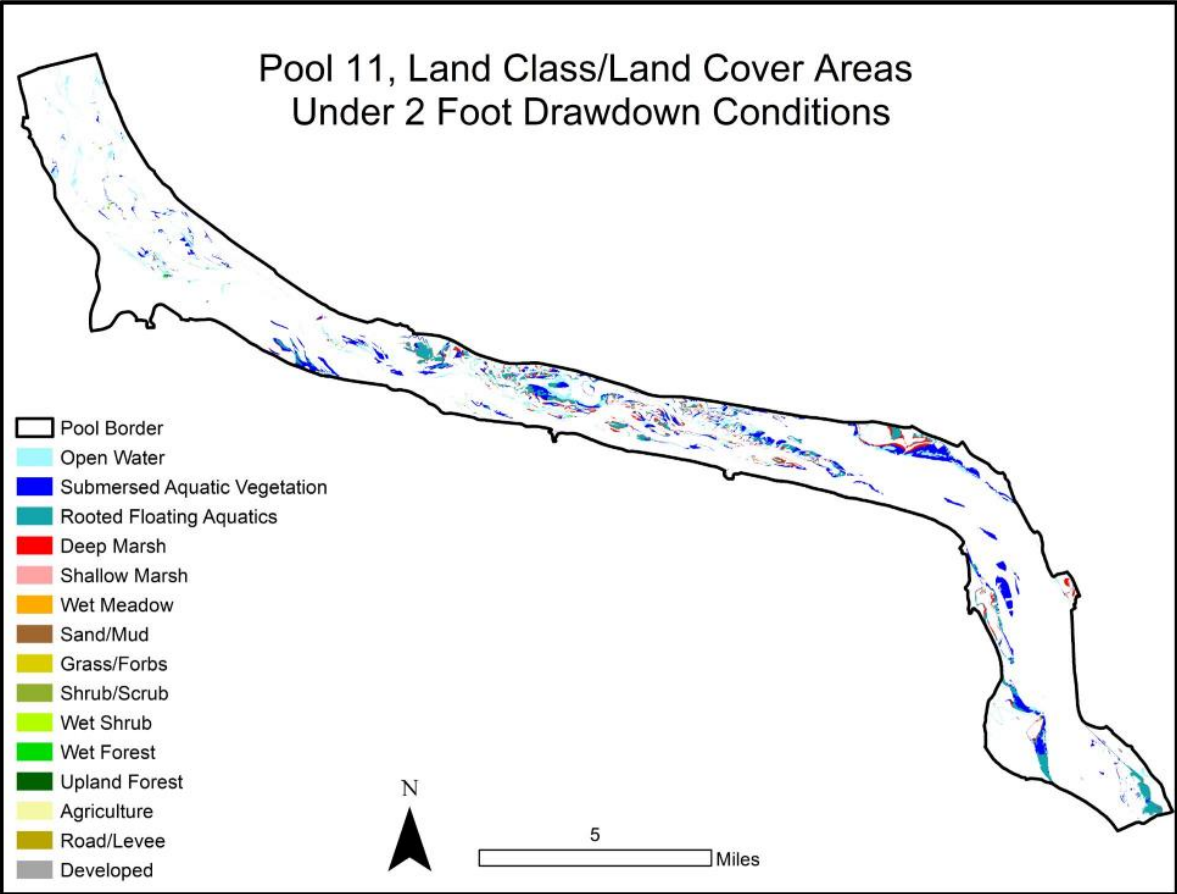 Pool 11, Land Class/Land Cover Areas
Under 2 Foot Drawdown Conditions
Pool Border
Open Water
Submersed Aquatic Vegetation
Rooted Floating Aquatics
Deep Marsh
Shallow Marsh
Wet Meadow
Sand/Mud
Grass/Forbs
Shrub/Scrub
Wet Shrub
Wet Forest
Upland Forest
Agriculture
Road/Levee
Developed
N
5
Miles